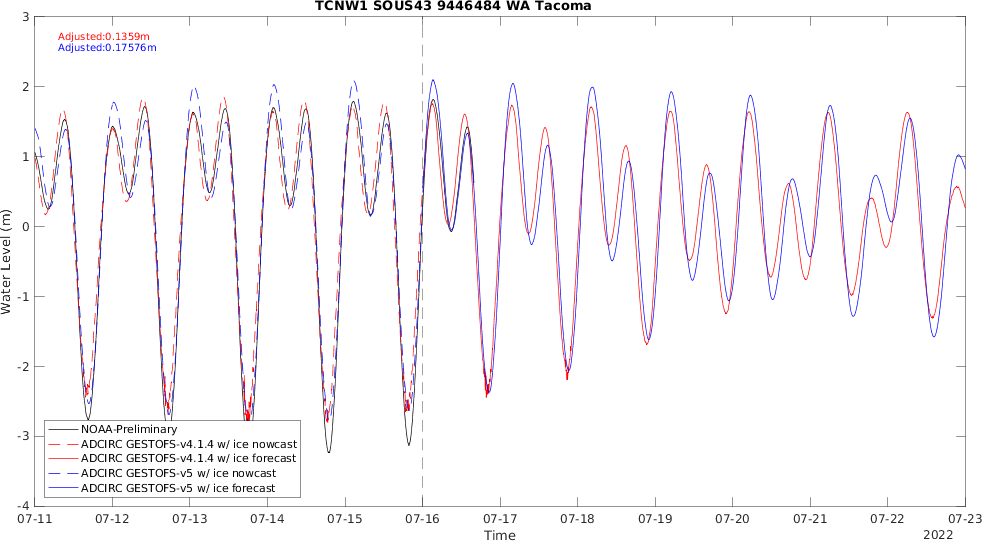 TCNW1 SOUS43 9446484 WA Tacoma
Adjusted:0.1359m
Adjusted:0.17576m
3
2
1
0
-1
-2
-3
-4
Water Level (m)
NOAA-Preliminary
ADCIRC GESTOFS-v4.1.4 w/ ice nowcast
ADCIRC GESTOFS-v4.1.4 w/ ice forecast
ADCIRC GESTOFS-v5 w/ ice nowcast
ADCIRC GESTOFS-v5 w/ ice forecast
07-11 07-12 07-13 07-14 07-15 07-16 07-17 07-18 07-19 07-20 07-21 07-22 07-23
Time
2022